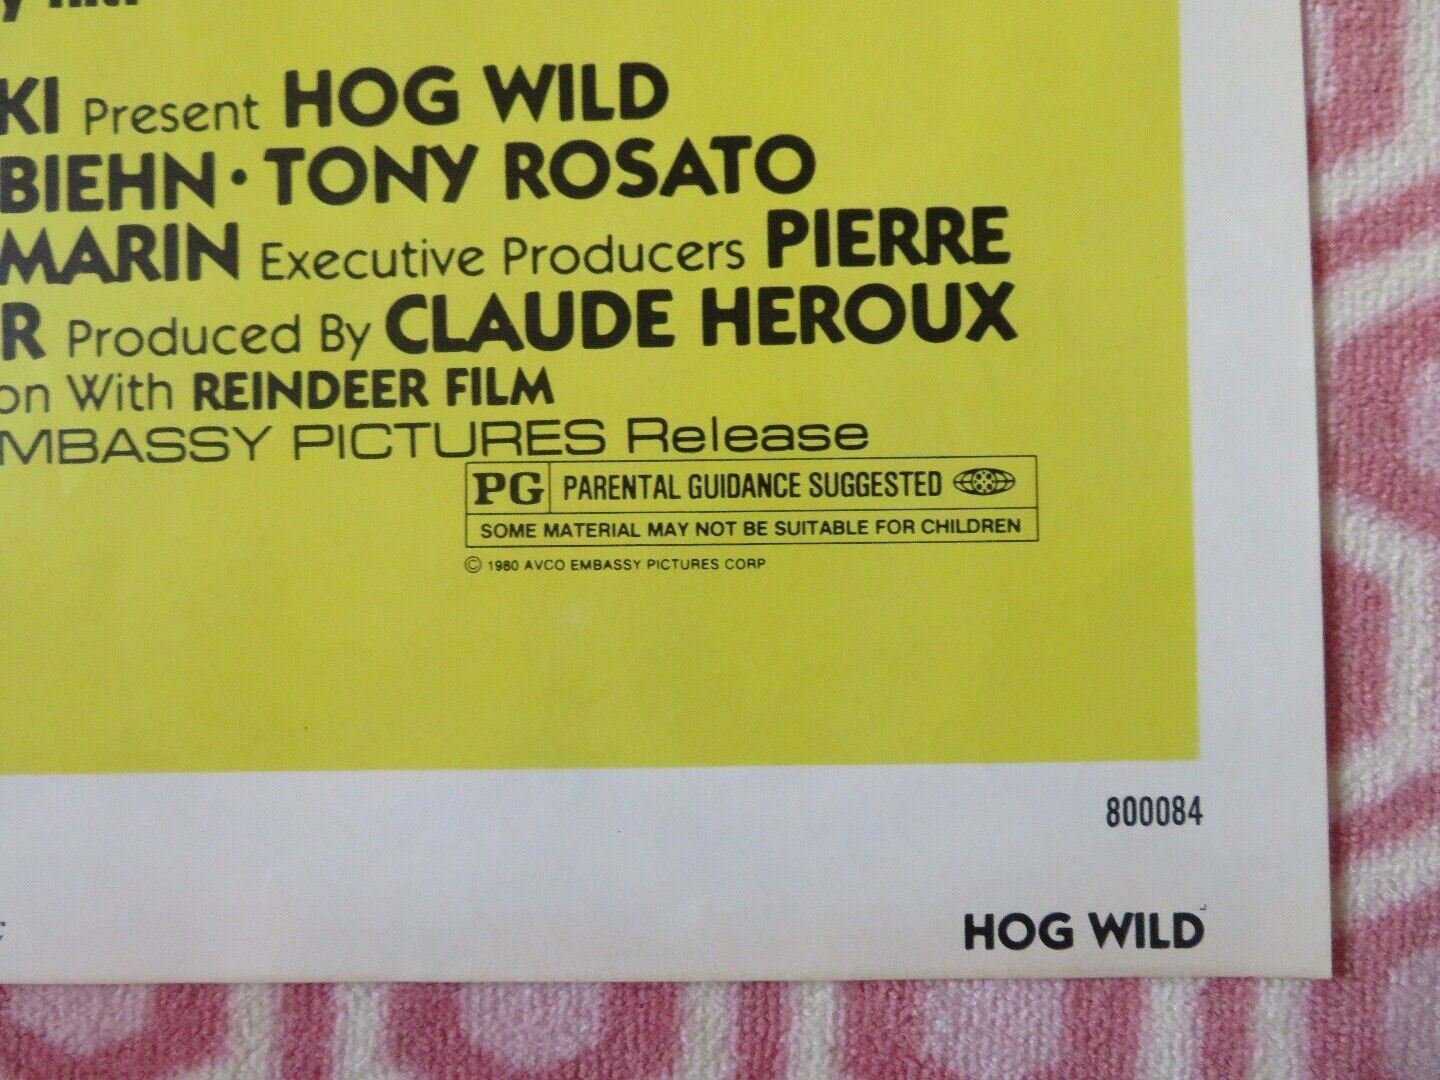 KI Present HOG WILD
BIEHN · TONY ROSATO
MARIN Executive Producers PIERRE
R Produced By CLAUDE HEROUX
on With REINDEER FILM
MBASSY PICTURES Release
PG PARENTAL GUIDANCE SUGGESTED
SOME MATERIAL MAY NOT BE SUITABLE FOR CHILDREN
© 1980 AVCO EMBASSY PICTURES CORP
800084
HOG WILD